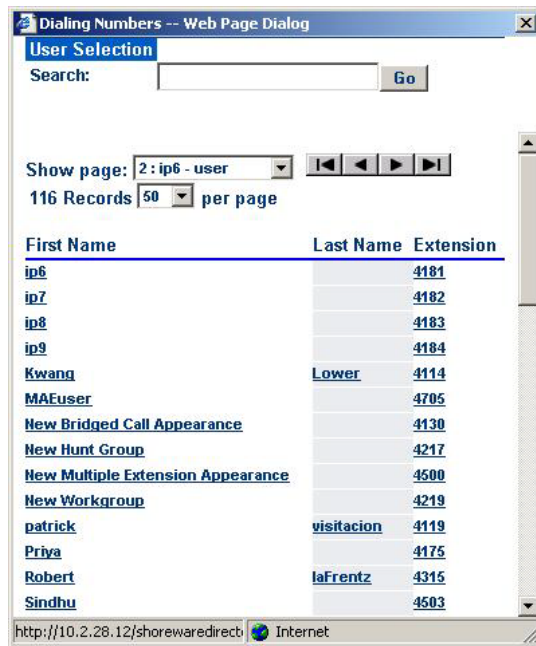 Dialing Numbers -- Web Page Dialog
User Selection
Search: Go
Show page: 2 : ip6 - user
116 Records 50 per page
First Name Last Name Extension
ip6 4181
ip7 4182
ip8 4183
ip9 4184
Kwang Lower 4114
MAEuser 4705
New Bridged Call Appearance 4130
New Hunt Group 4217
New Multiple Extension Appearance 4500
New Workgroup 4219
patrick visitacion 4119
Priya 4175
Robert laFrentz 4315
Sindhu 4503
http://10.2.28.12/shorewaredirect Internet